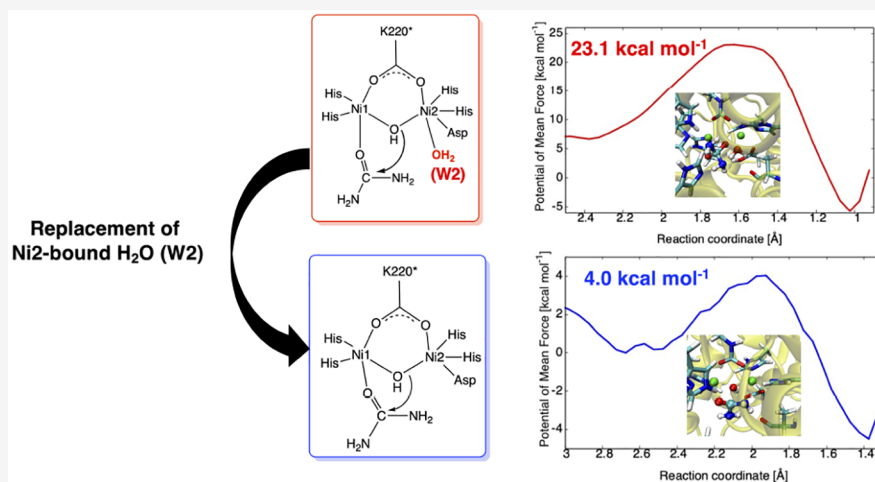 Replacement of
Ni2-bound H₂O (W2)
K220*
O
O
His
His
Ni1
Ni2
His
His
O
H
Asp
O
OH₂
(W2)
C
NH₂
H₂N
K220*
O
O
His
His
Ni1
Ni2
His
His
O
H
Asp
O
C
NH₂
H₂N
23.1 kcal mol⁻¹
Potential of Mean Force [kcal mol⁻¹]
25
20
15
10
5
0
-5
2.4 2.2 2 1.8 1.6 1.4 1.2 1
Reaction coordinate [Å]
4.0 kcal mol⁻¹
Potential of Mean Force [kcal mol⁻¹]
4
2
0
-2
-4
3 2.8 2.6 2.4 2.2 2 1.8 1.6 1.4
Reaction coordinate [Å]